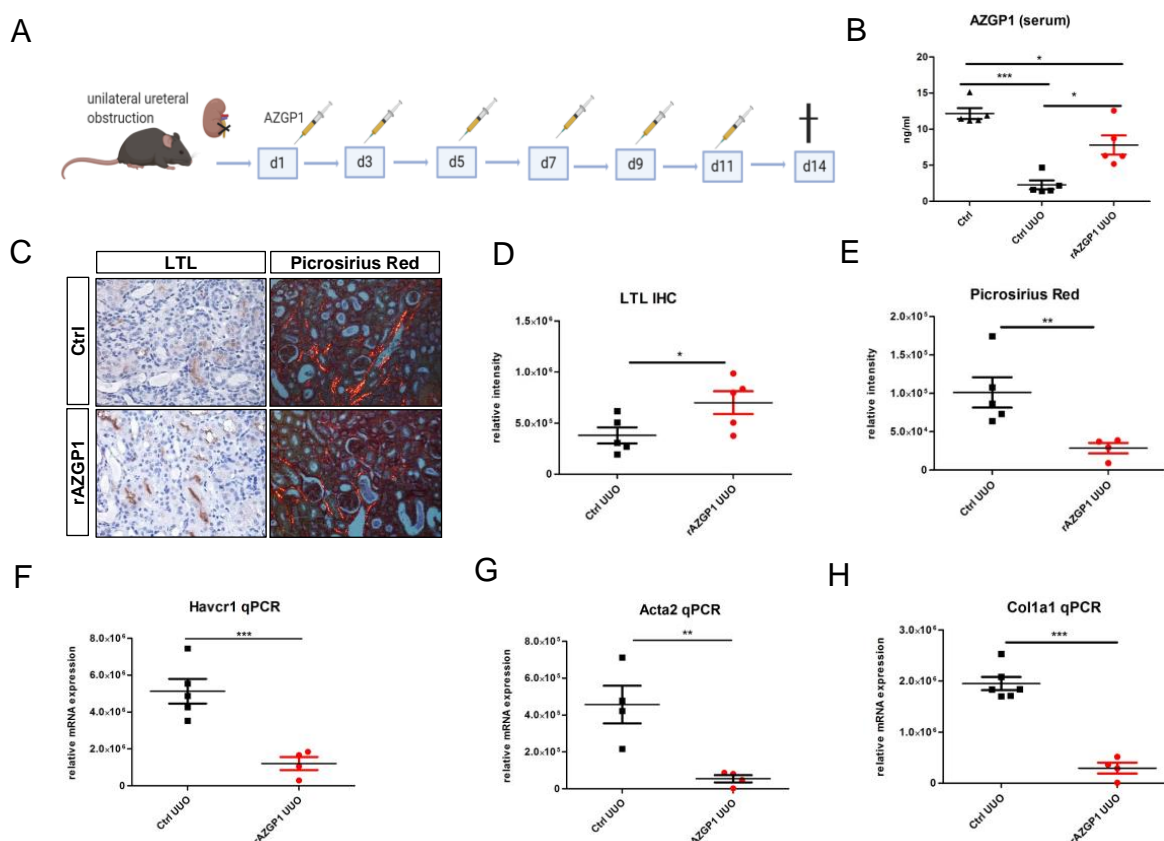 A
unilateral ureteral
obstruction
AZGP1
d1
d3
d5
d7
d9
d11
d14
B
AZGP1 (serum)
ng/ml
20
15
10
5
0
*
***
*
Ctrl
Ctrl UUO
rAZGP1 UUO
C
LTL
Picrosirius Red
Ctrl
rAZGP1
D
LTL IHC
relative intensity
1.5×10⁶
1.0×10⁶
5.0×10⁵
0
*
Ctrl UUO
rAZGP1 UUO
E
Picrosirius Red
relative intensity
2.0×10⁵
1.5×10⁵
1.0×10⁵
5.0×10⁴
0
**
Ctrl UUO
rAZGP1 UUO
F
Havcr1 qPCR
relative mRNA expression
8.0×10⁶
6.0×10⁶
4.0×10⁶
2.0×10⁶
0
***
Ctrl UUO
rAZGP1 UUO
G
Acta2 qPCR
relative mRNA expression
8.0×10⁵
6.0×10⁵
4.0×10⁵
2.0×10⁵
0
**
Ctrl UUO
rAZGP1 UUO
H
Col1a1 qPCR
relative mRNA expression
3.0×10⁶
2.0×10⁶
1.0×10⁶
0
***
Ctrl UUO
rAZGP1 UUO